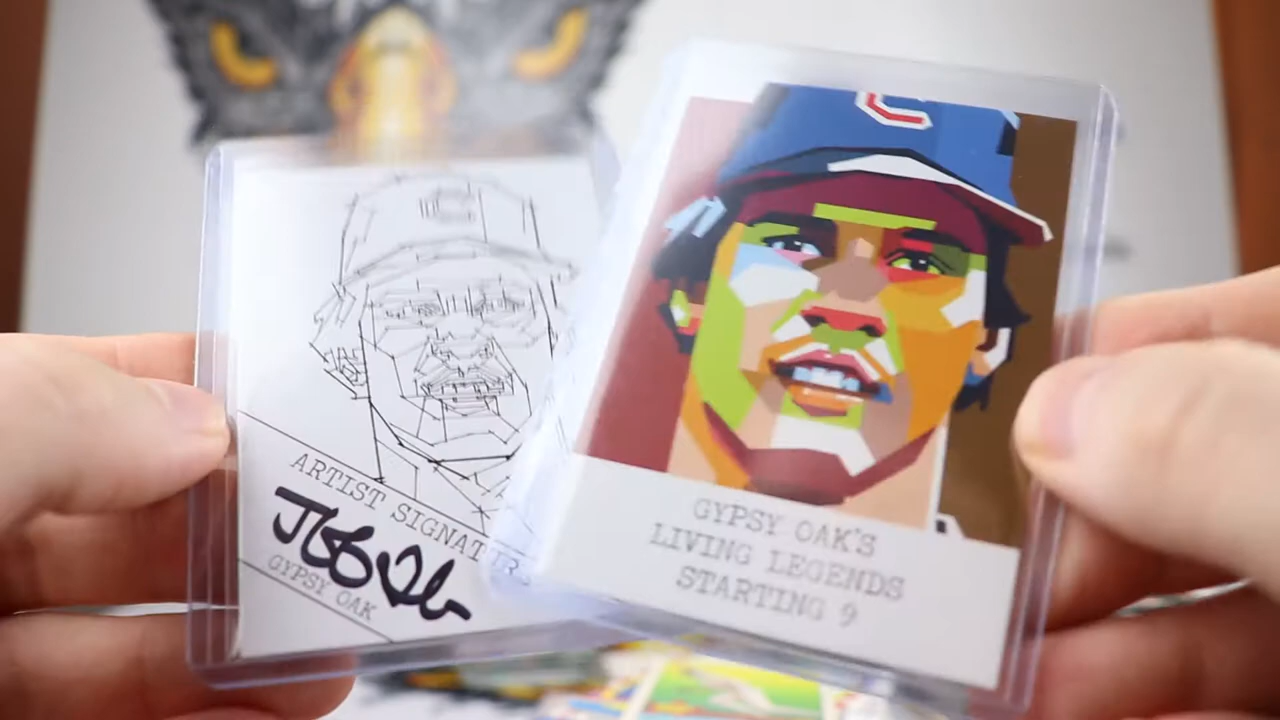 C
C
ARTIST SIGNATURE
GYPSY OAK
GYPSY OAK'S
LIVING LEGENDS
STARTING 9